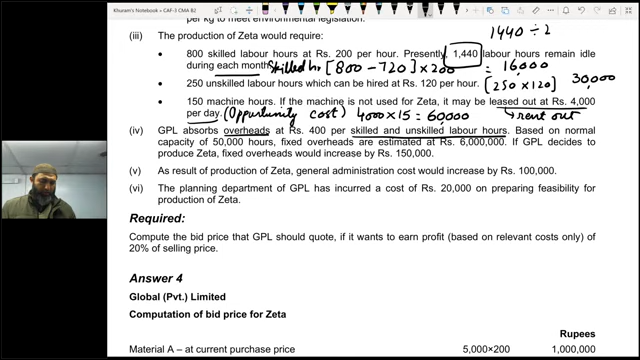 Khuram's Notebook » CAF-3 CMA B2
per kg to meet environmental legislation.
1440 ÷ 2
(iii) The production of Zeta would require:
• 800 skilled labour hours at Rs. 200 per hour. Presently, 1,440 labour hours remain idle
during each month. Skilled hr [800 - 720] × 200 = 16,000
• 250 unskilled labour hours which can be hired at Rs. 120 per hour. [250 × 120] 30,000
• 150 machine hours. If the machine is not used for Zeta, it may be leased out at Rs. 4,000
per day. (Opportunity cost) 4000 × 15 = 60,000 → rent out
(iv) GPL absorbs overheads at Rs. 400 per skilled and unskilled labour hours. Based on normal
capacity of 50,000 hours, fixed overheads are estimated at Rs. 6,000,000. If GPL decides
to produce Zeta, fixed overheads would increase by Rs. 150,000.
(v) As result of production of Zeta, general administration cost would increase by Rs. 100,000.
(vi) The planning department of GPL has incurred a cost of Rs. 20,000 on preparing feasibility for
production of Zeta.
Required:
Compute the bid price that GPL should quote, if it wants to earn profit (based on relevant costs only) of
20% of selling price.
Answer 4
Global (Pvt.) Limited
Computation of bid price for Zeta
Rupees
Material A – at current purchase price 5,000×200 1,000,000